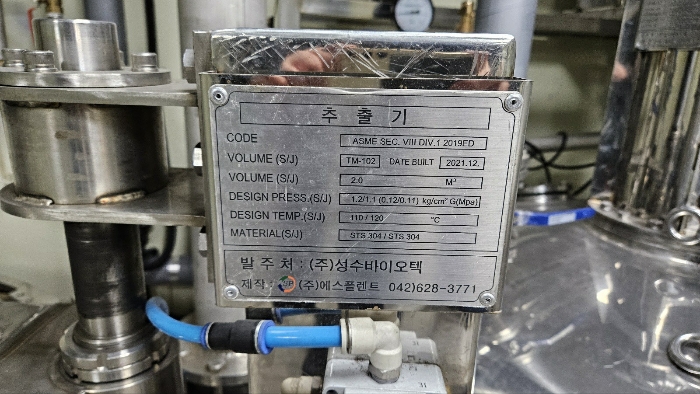 추 출 기
CODE ASME SEC. VIII DIV.1 2019ED
VOLUME (S/J) TM-102 DATE BUILT 2021.12.
VOLUME (S/J) 2.0 M³
DESIGN PRESS.(S/J) 1.2/1.1 (0.12/0.11) kg/cm² G(Mpa)
DESIGN TEMP.(S/J) 110 / 120 °C
MATERIAL(S/J) STS 304 / STS 304
발 주 처 : (주)성수바이오텍
제작 : SP (주)에스플렌트 042)628-3771